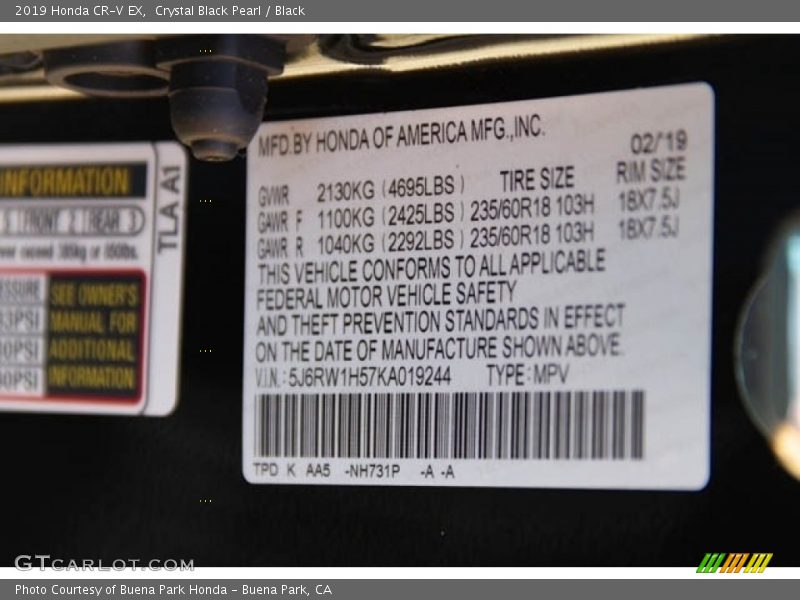 2019 Honda CR-V EX,  Crystal Black Pearl / Black
INFORMATION
FRONT 2 REAR 3
TLA A1
SEE OWNER'S
MANUAL FOR
ADDITIONAL
INFORMATION
MFD.BY HONDA OF AMERICA MFG.,INC.
02/'19
GVWR 2130KG (4695LBS) TIRE SIZE RIM SIZE
GAWR F 1100KG (2425LBS) 235/60R18 103H 18X7.5J
GAWR R 1040KG (2292LBS) 235/60R18 103H 18X7.5J
THIS VEHICLE CONFORMS TO ALL APPLICABLE
FEDERAL MOTOR VEHICLE SAFETY
AND THEFT PREVENTION STANDARDS IN EFFECT
ON THE DATE OF MANUFACTURE SHOWN ABOVE.
V.I.N.:5J6RW1H57KA019244 TYPE:MPV
TPD K AA5 -NH731P -A -A
GTCARLOT.COM
Photo Courtesy of Buena Park Honda - Buena Park, CA